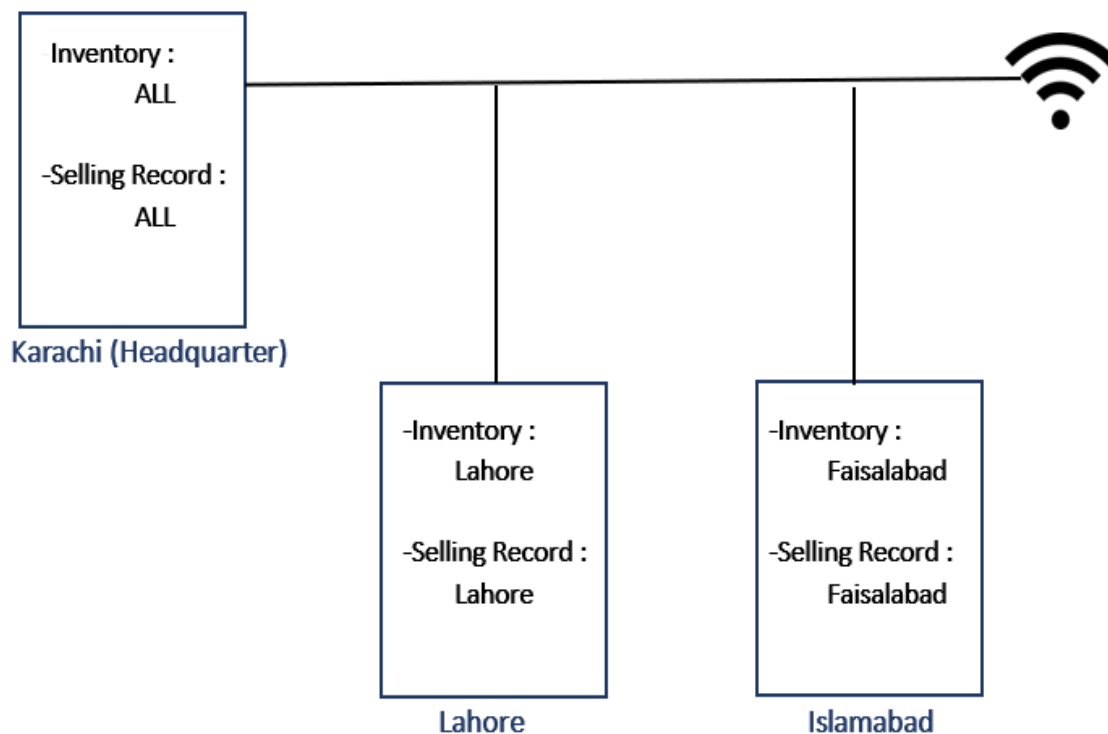 -Inventory :
ALL
-Selling Record :
ALL
Karachi (Headquarter)
-Inventory :
Lahore
-Selling Record :
Lahore
Lahore
-Inventory :
Faisalabad
-Selling Record :
Faisalabad
Islamabad